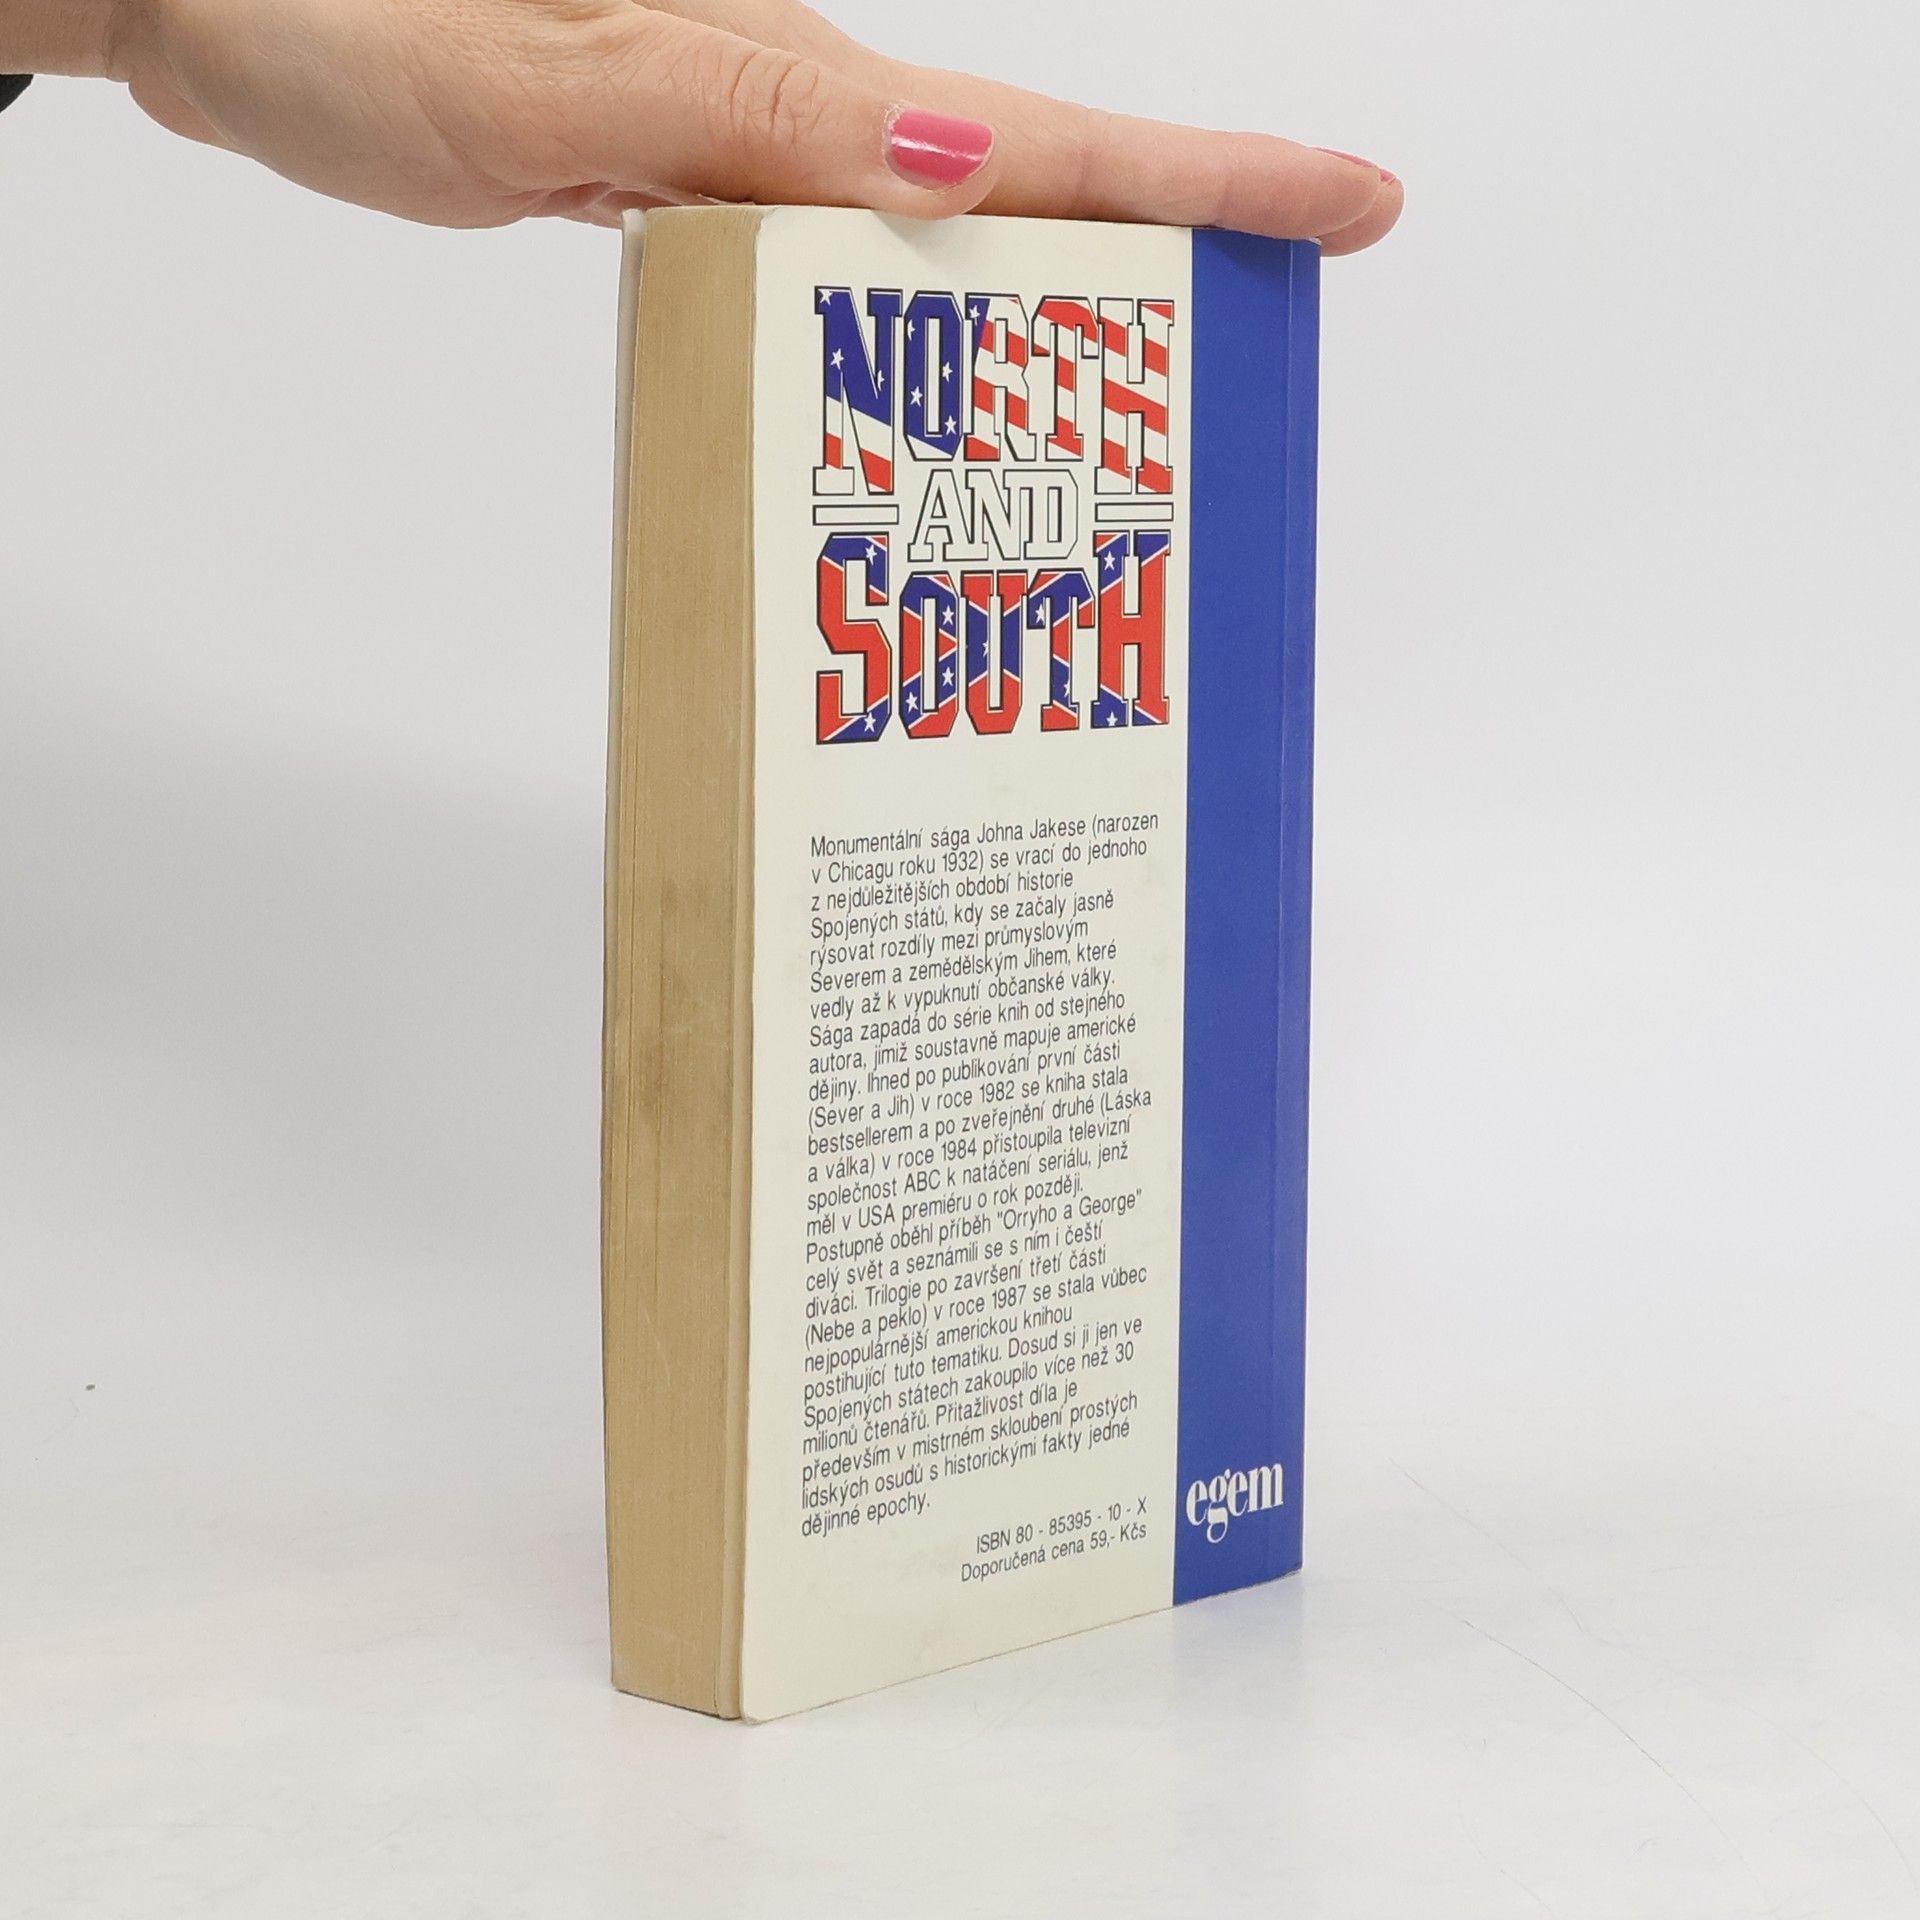 NORTH
AND
SOUTH
Monumentální sága Johna Jakese (narozen
v Chicagu roku 1932) se vrací do jednoho
z nejdůležitějších období historie
Spojených států, kdy se začaly jasně
rýsovat rozdíly mezi průmyslovým
Severem a zemědělským Jihem, které
vedly až k vypuknutí občanské války.
Sága zapadá do série knih od stejného
autora, jimiž soustavně mapuje americké
dějiny. Ihned po publikování první části
(Sever a Jih) v roce 1982 se kniha stala
bestsellerem a po zveřejnění druhé (Láska
a válka) v roce 1984 přistoupila televizní
společnost ABC k natáčení seriálu, jenž
měl v USA premiéru o rok později.
Postupně oběhl příběh "Orryho a George"
celý svět a seznámili se s ním i čeští
diváci. Trilogie po završení třetí části
(Nebe a peklo) v roce 1987 se stala vůbec
nejpopulárnější americkou knihou
postihující tuto tematiku. Dosud si ji jen ve
Spojených státech zakoupilo více než 30
milionů čtenářů. Přitažlivost díla je
především v mistrném skloubení prostých
lidských osudů s historickými fakty jedné
dějinné epochy.
ISBN 80 - 85395 - 10 - X
Doporučená cena 59,- Kčs
egem